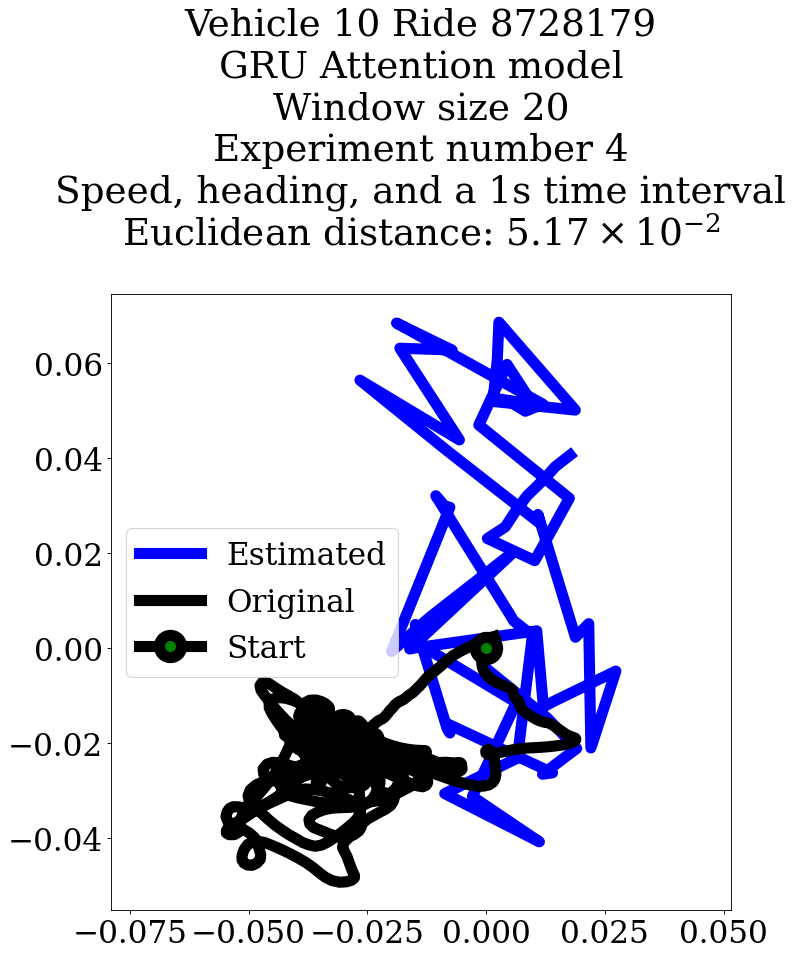 Vehicle 10 Ride 8728179
GRU Attention model
Window size 20
Experiment number 4
Speed, heading, and a 1s time interval
Euclidean distance: 5.17 × 10⁻²
0.06
0.04
0.02
0.00
−0.02
−0.04
Estimated
Original
Start
−0.075 −0.050 −0.025 0.000 0.025 0.050